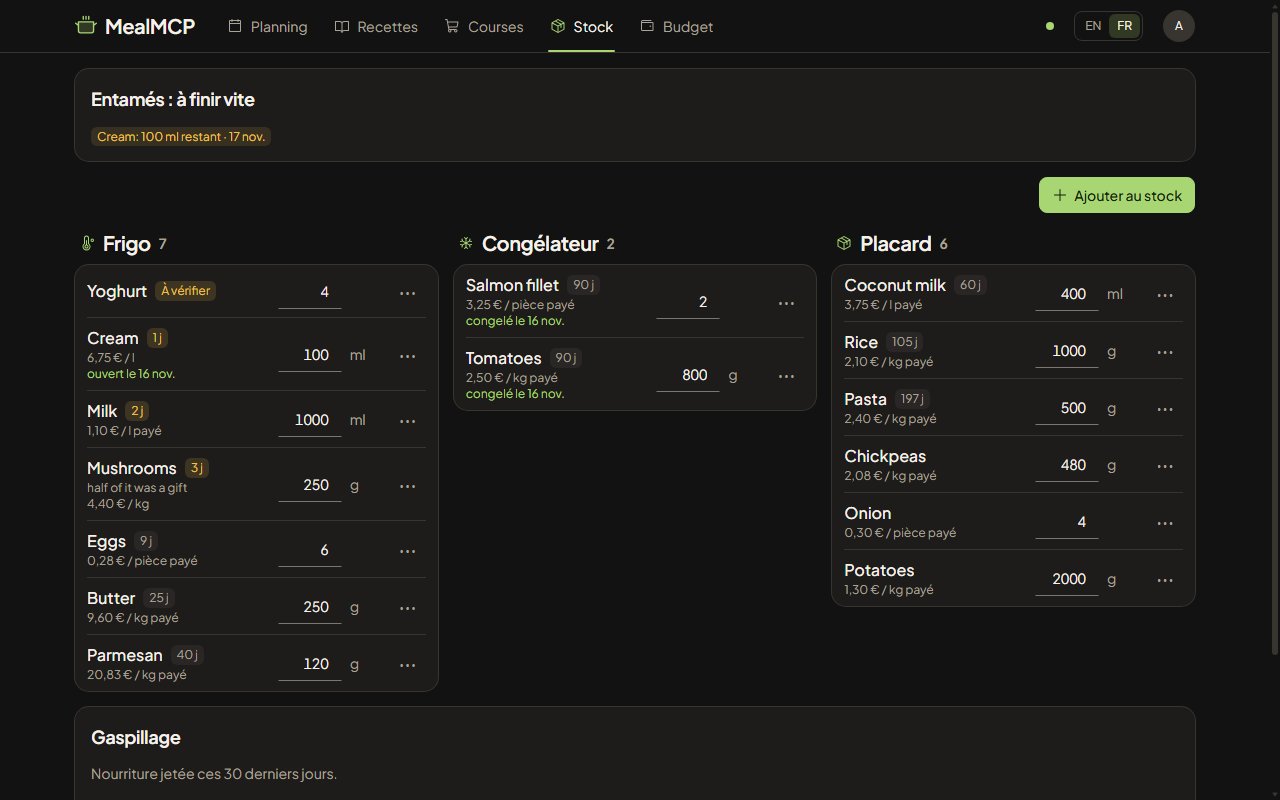 MealMCP Planning Recettes Courses Stock Budget EN FR A
Entamés : à finir vite
Cream: 100 ml restant · 17 nov.
+ Ajouter au stock
Frigo 7
Yoghurt À vérifier 4 ...
Cream 1 j
6,75 € / l
ouvert le 16 nov.
100 ml ...
Milk 2 j
1,10 € / l payé
1000 ml ...
Mushrooms 3 j
half of it was a gift
4,40 € / kg
250 g ...
Eggs 9 j
0,28 € / pièce payé
6 ...
Butter 25 j
9,60 € / kg payé
250 g ...
Parmesan 40 j
20,83 € / kg payé
120 g ...
Congélateur 2
Salmon fillet 90 j
3,25 € / pièce payé
congelé le 16 nov.
2 ...
Tomatoes 90 j
2,50 € / kg payé
congelé le 16 nov.
800 g ...
Placard 6
Coconut milk 60 j
3,75 € / l payé
400 ml ...
Rice 105 j
2,10 € / kg payé
1000 g ...
Pasta 197 j
2,40 € / kg payé
500 g ...
Chickpeas
2,08 € / kg payé
480 g ...
Onion
0,30 € / pièce payé
4 ...
Potatoes
1,30 € / kg payé
2000 g ...
Gaspillage
Nourriture jetée ces 30 derniers jours.